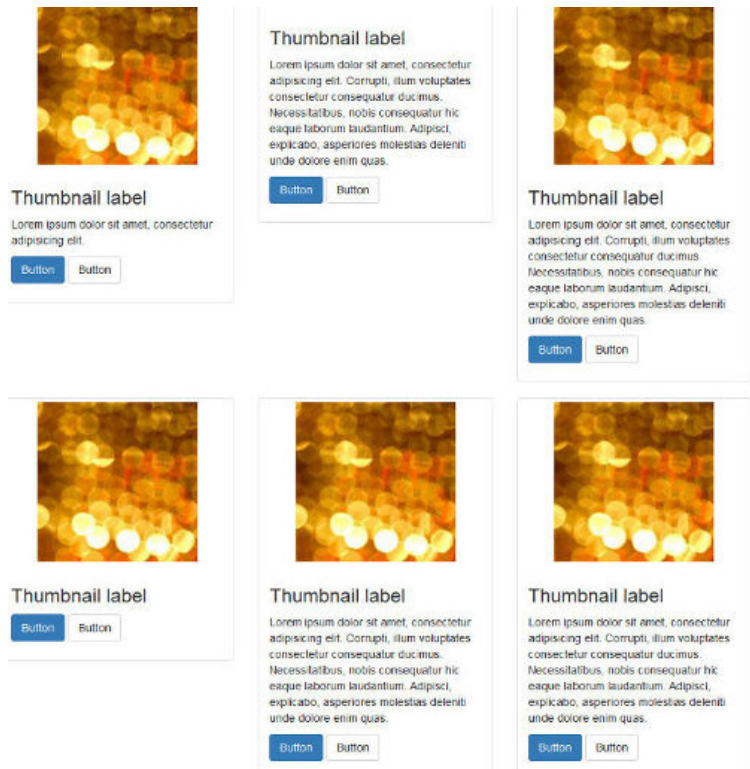 Thumbnail label
Lorem ipsum dolor sit amet, consectetur
adipisicing elit.
Button Button
Thumbnail label
Lorem ipsum dolor sit amet, consectetur
adipisicing elit. Corrupti, illum voluptates
consectetur consequatur ducimus.
Necessitatibus, nobis consequatur hic
eaque laborum laudantium. Adipisci,
explicabo, asperiores molestias deleniti
unde dolore enim quas.
Button Button
Thumbnail label
Lorem ipsum dolor sit amet, consectetur
adipisicing elit. Corrupti, illum voluptates
consectetur consequatur ducimus.
Necessitatibus, nobis consequatur hic
eaque laborum laudantium. Adipisci,
explicabo, asperiores molestias deleniti
unde dolore enim quas.
Button Button
Thumbnail label
Button Button
Thumbnail label
Lorem ipsum dolor sit amet, consectetur
adipisicing elit. Corrupti, illum voluptates
consectetur consequatur ducimus.
Necessitatibus, nobis consequatur hic
eaque laborum laudantium. Adipisci,
explicabo, asperiores molestias deleniti
unde dolore enim quas.
Button Button
Thumbnail label
Lorem ipsum dolor sit amet, consectetur
adipisicing elit. Corrupti, illum voluptates
consectetur consequatur ducimus.
Necessitatibus, nobis consequatur hic
eaque laborum laudantium. Adipisci,
explicabo, asperiores molestias deleniti
unde dolore enim quas.
Button Button